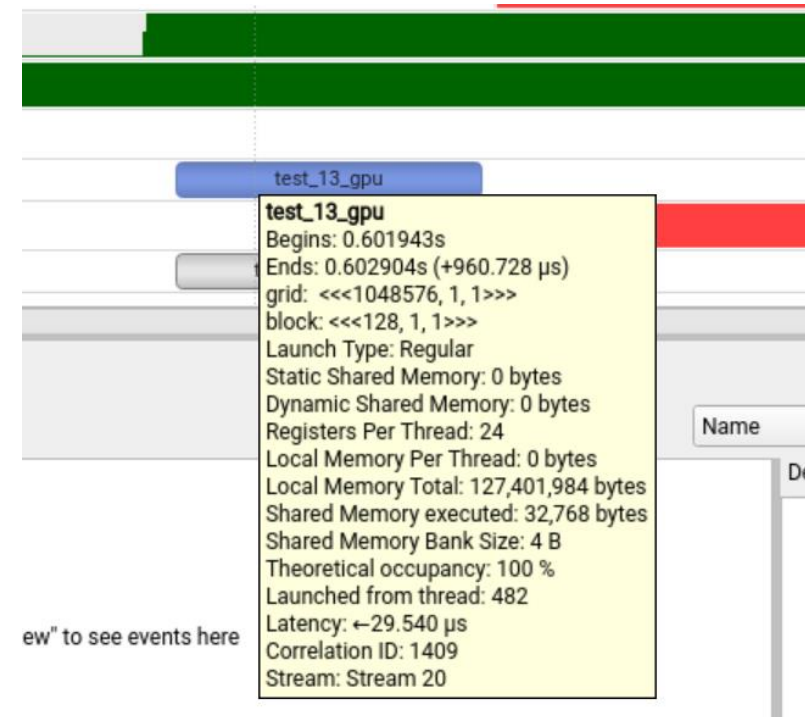 test_13_gpu
test_13_gpu
Begins: 0.601943s
Ends: 0.602904s (+960.728 μs)
grid: <<<1048576, 1, 1>>>
block: <<<128, 1, 1>>>
Launch Type: Regular
Static Shared Memory: 0 bytes
Dynamic Shared Memory: 0 bytes
Registers Per Thread: 24
Local Memory Per Thread: 0 bytes
Local Memory Total: 127,401,984 bytes
Shared Memory executed: 32,768 bytes
Shared Memory Bank Size: 4 B
Theoretical occupancy: 100 %
Launched from thread: 482
Latency: ←29.540 μs
Correlation ID: 1409
Stream: Stream 20
Name
ew" to see events here